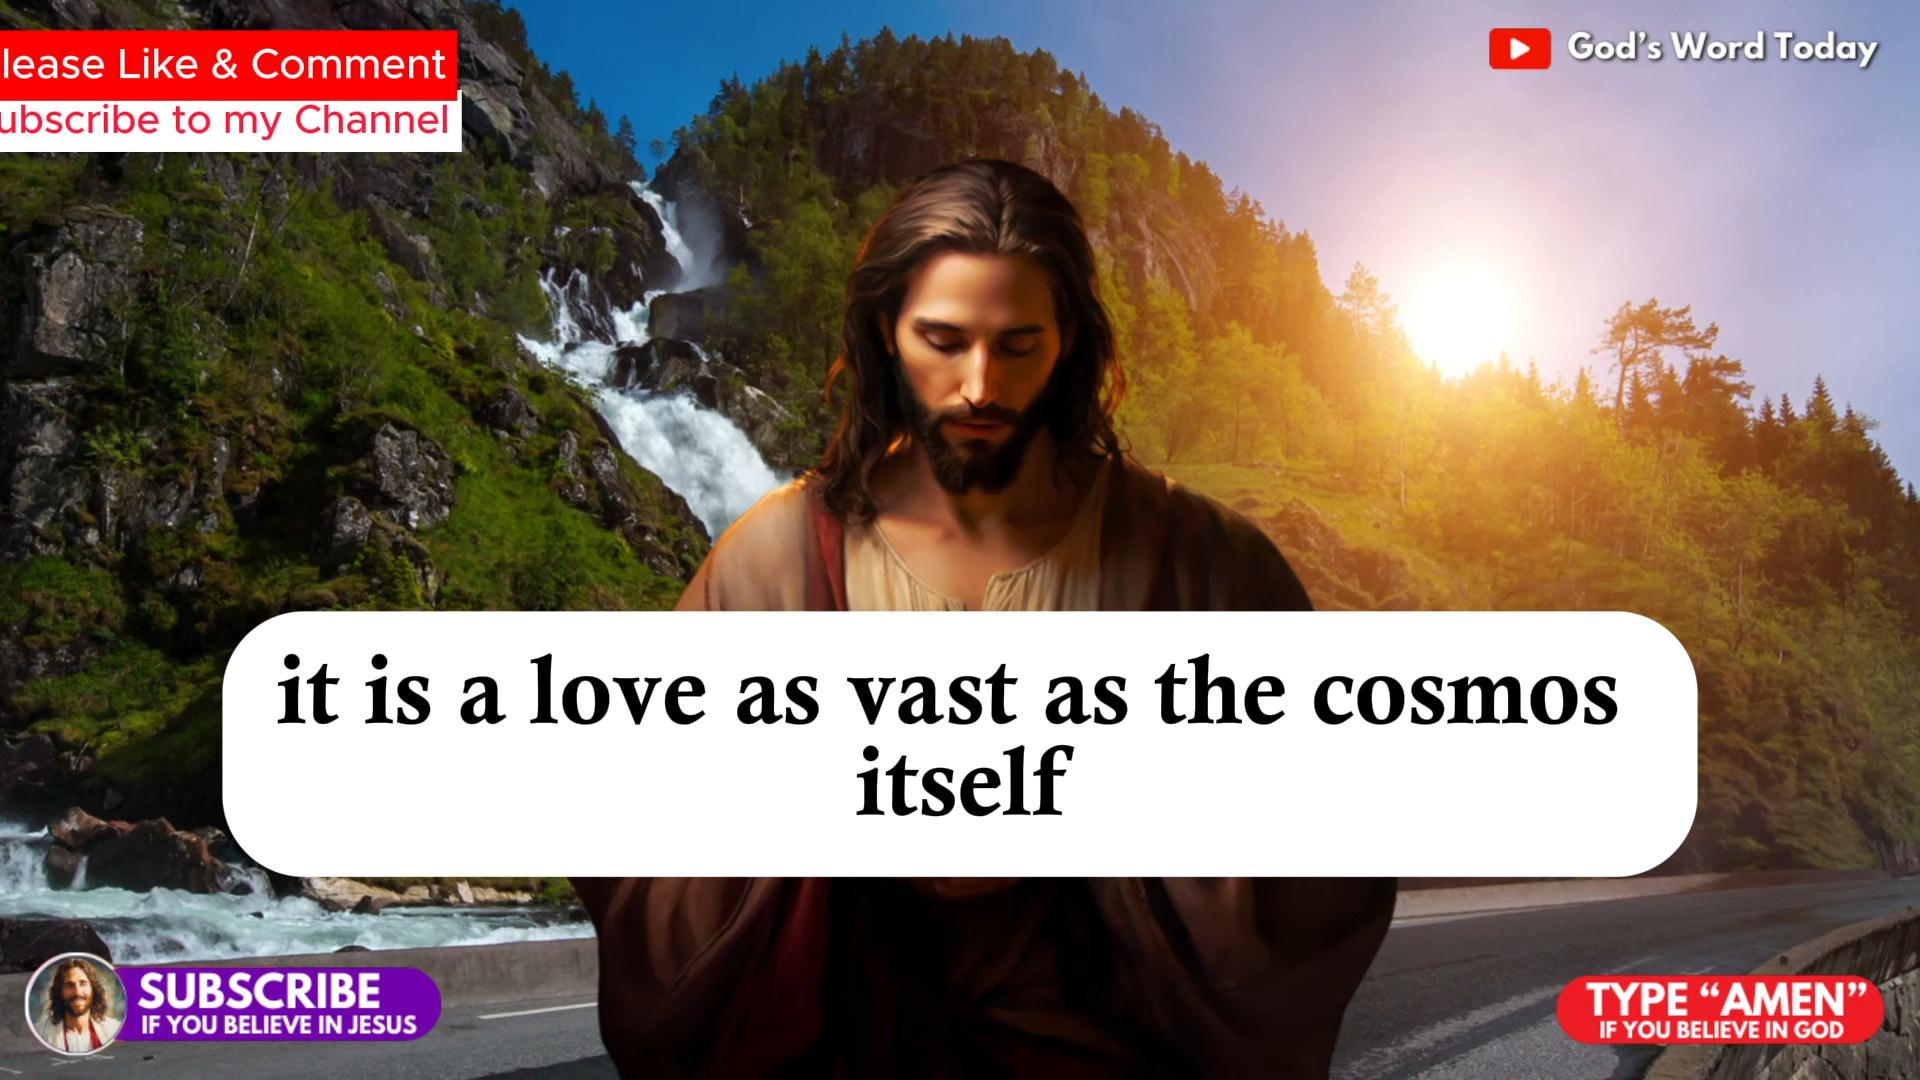 lease Like & Comment
ubscribe to my Channel
God's Word Today
it is a love as vast as the cosmos
itself
SUBSCRIBE
IF YOU BELIEVE IN JESUS
TYPE “AMEN”
IF YOU BELIEVE IN GOD